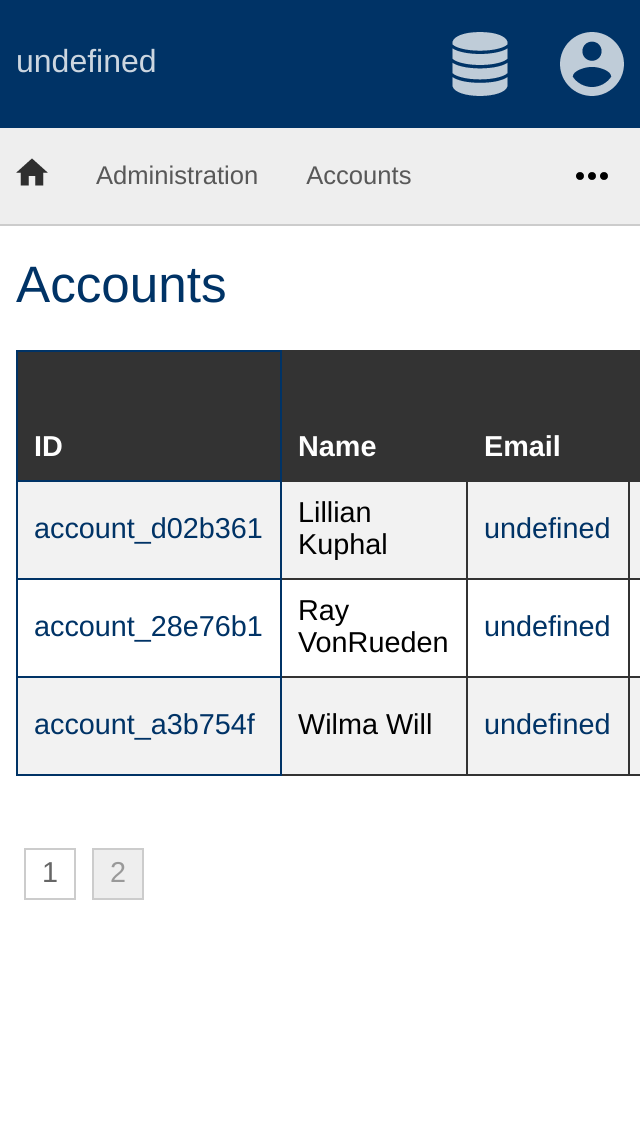 undefined
Administration Accounts
Accounts
ID Name Email
account_d02b361 Lillian Kuphal undefined
account_28e76b1 Ray VonRueden undefined
account_a3b754f Wilma Will undefined
1 2